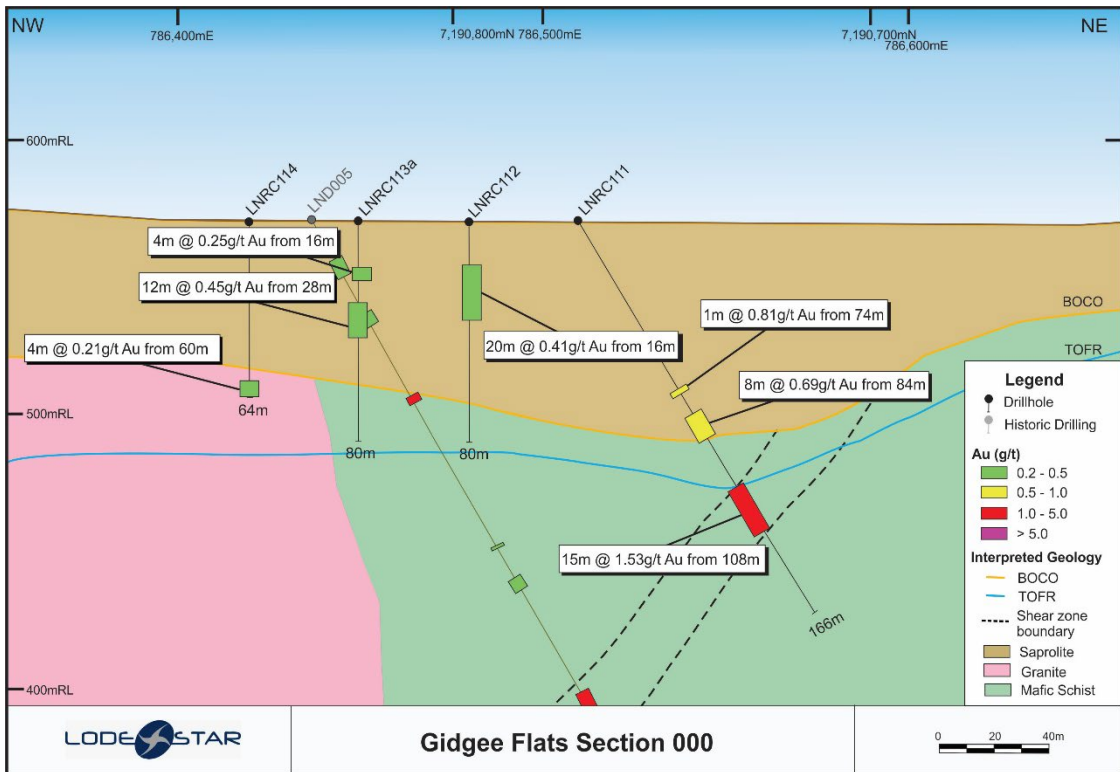 NW
786,400mE
7,190,800mN
786,500mE
7,190,700mN
786,600mE
NE
600mRL
LNRC114
LND005
LNRC113a
LNRC112
LNRC111
4m @ 0.25g/t Au from 16m
12m @ 0.45g/t Au from 28m
4m @ 0.21g/t Au from 60m
20m @ 0.41g/t Au from 16m
1m @ 0.81g/t Au from 74m
8m @ 0.69g/t Au from 84m
BOCO
TOFR
64m
500mRL
80m
80m
15m @ 1.53g/t Au from 108m
166m
400mRL
Legend
Drillhole
Historic Drilling
Au (g/t)
0.2 - 0.5
0.5 - 1.0
1.0 - 5.0
> 5.0
Interpreted Geology
BOCO
TOFR
Shear zone
boundary
Saprolite
Granite
Mafic Schist
LODESTAR
Gidgee Flats Section 000
0 20 40m